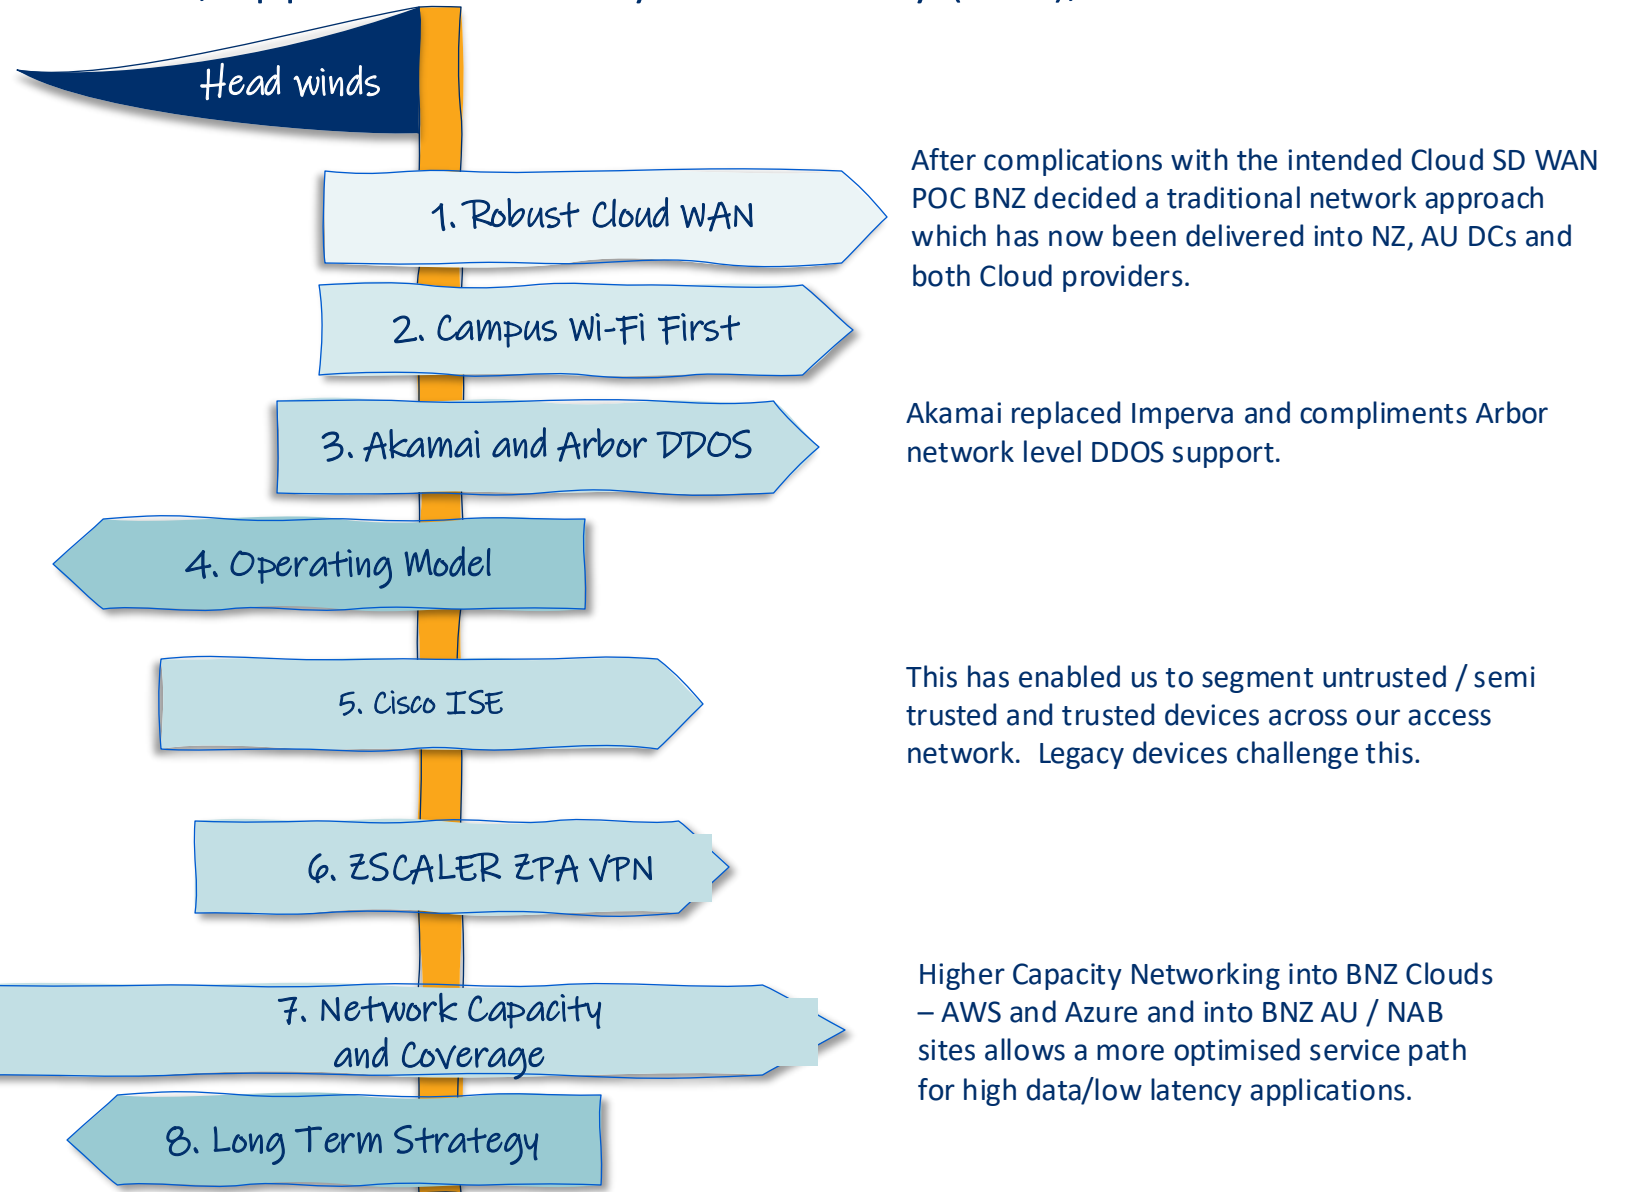 Head winds
1. Robust Cloud WAN
After complications with the intended Cloud SD WAN
POC BNZ decided a traditional network approach
which has now been delivered into NZ, AU DCs and
both Cloud providers.
2. Campus Wi-Fi First
3. Akamai and Arbor DDOS
Akamai replaced Imperva and compliments Arbor
network level DDOS support.
4. Operating Model
5. Cisco ISE
This has enabled us to segment untrusted / semi
trusted and trusted devices across our access
network. Legacy devices challenge this.
6. ZSCALER ZPA VPN
7. Network Capacity
and Coverage
Higher Capacity Networking into BNZ Clouds
– AWS and Azure and into BNZ AU / NAB
sites allows a more optimised service path
for high data/low latency applications.
8. Long Term Strategy